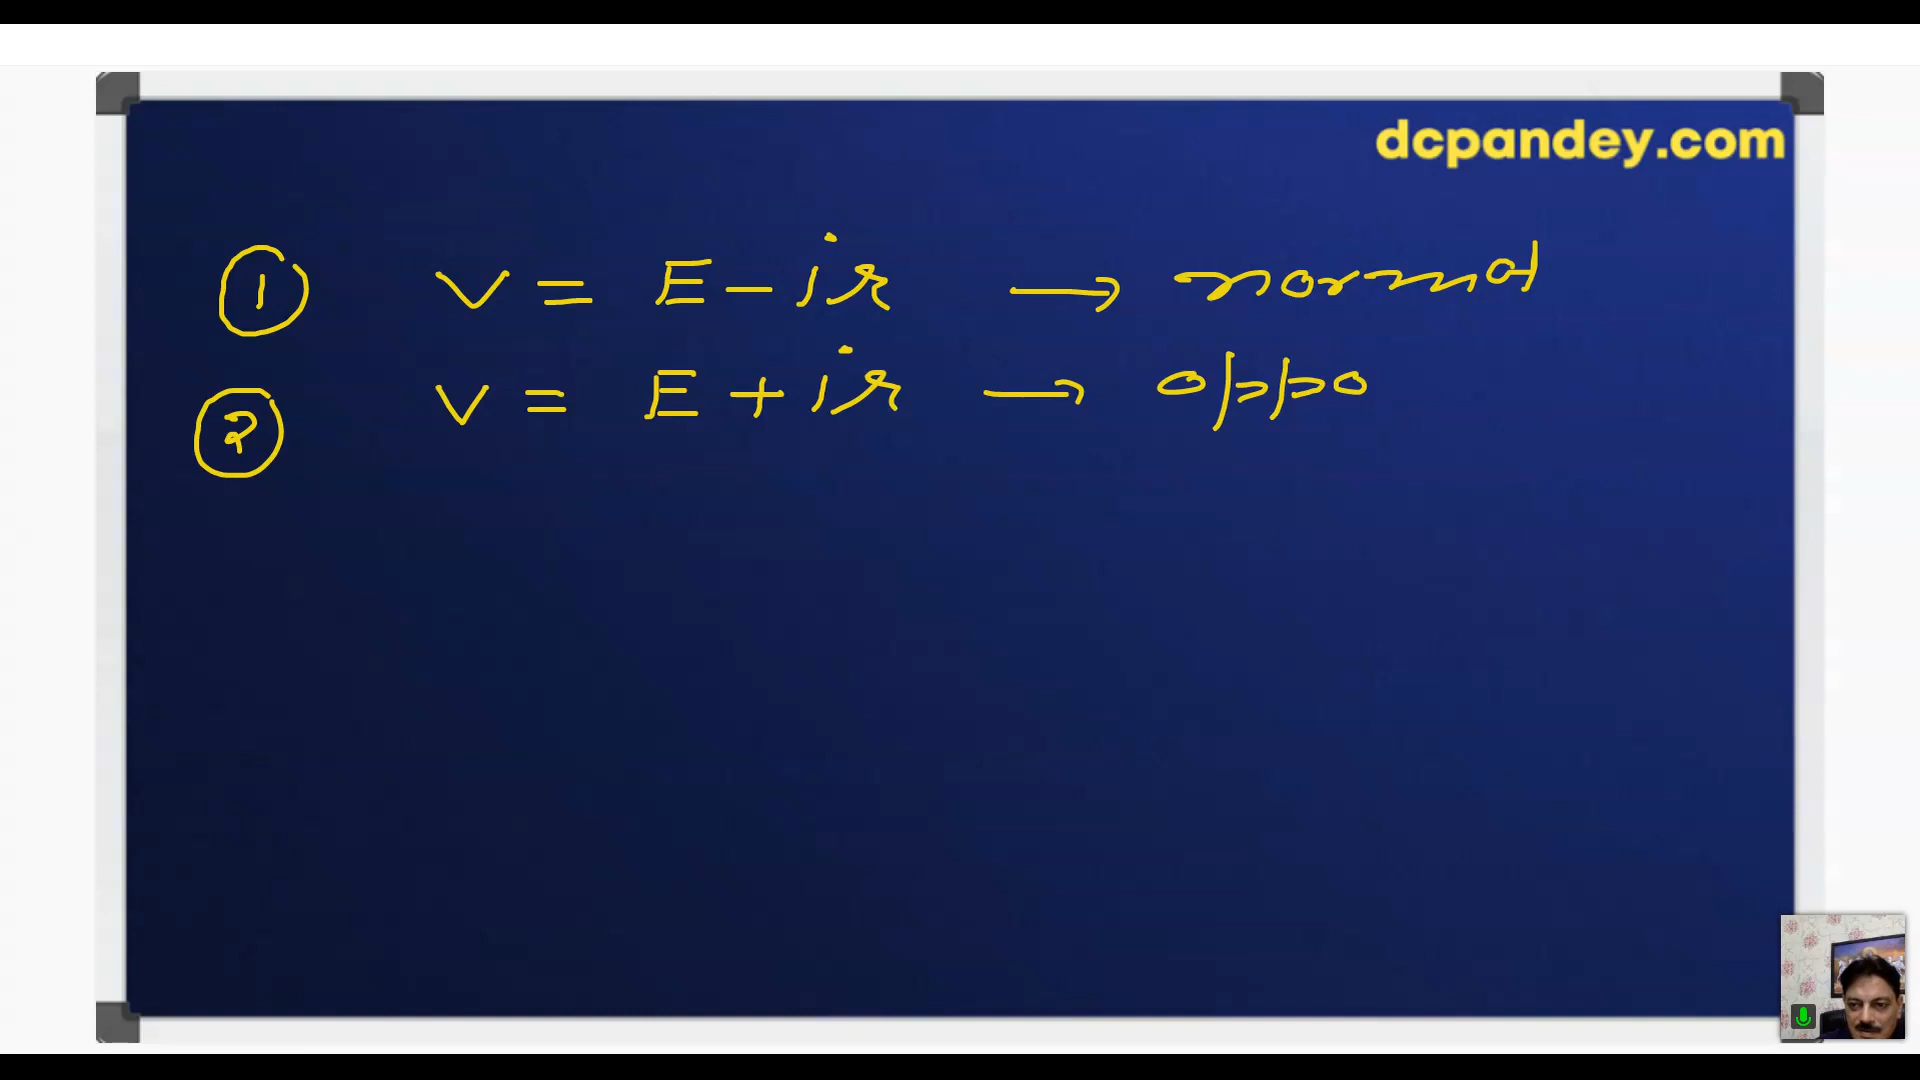 dcpandey.com
① V = E - ir → normal
② V = E + ir → oppo